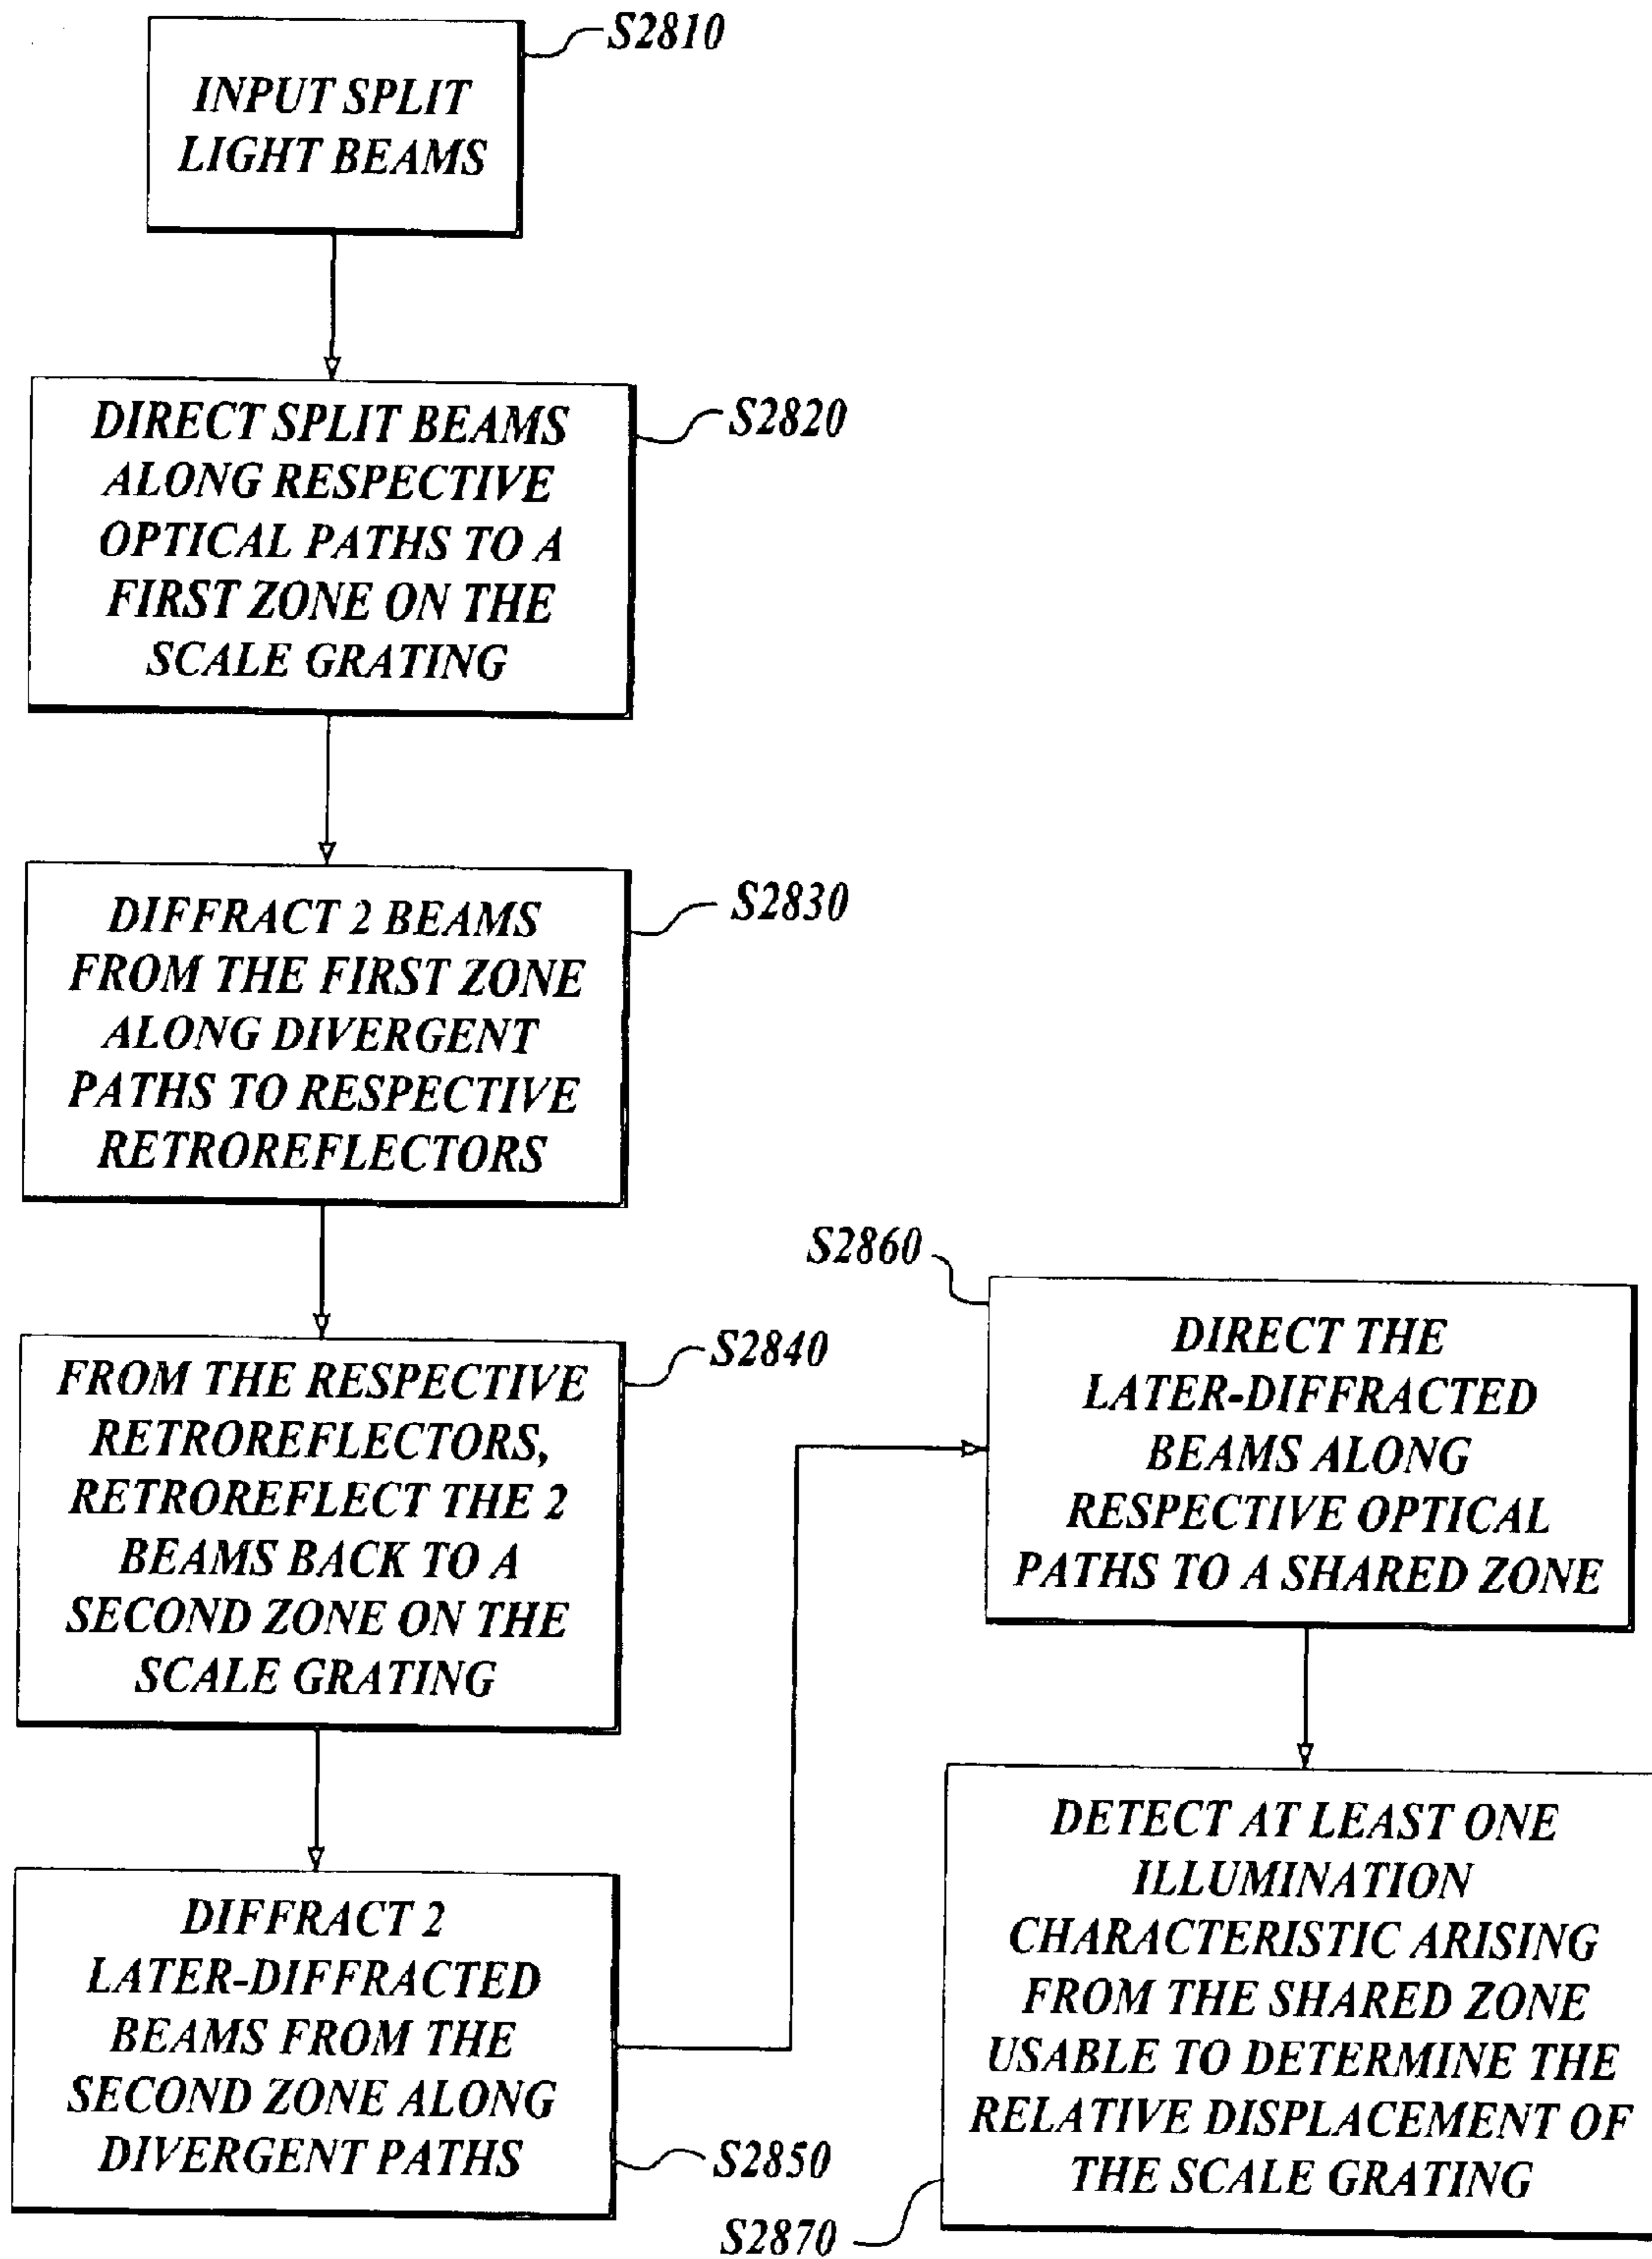 S2810
INPUT SPLIT
LIGHT BEAMS
S2820
DIRECT SPLIT BEAMS
ALONG RESPECTIVE
OPTICAL PATHS TO A
FIRST ZONE ON THE
SCALE GRATING
S2830
DIFFRACT 2 BEAMS
FROM THE FIRST ZONE
ALONG DIVERGENT
PATHS TO RESPECTIVE
RETROREFLECTORS
S2840
FROM THE RESPECTIVE
RETROREFLECTORS,
RETROREFLECT THE 2
BEAMS BACK TO A
SECOND ZONE ON THE
SCALE GRATING
DIFFRACT 2
LATER-DIFFRACTED
BEAMS FROM THE
SECOND ZONE ALONG
DIVERGENT PATHS
S2850
S2860
DIRECT THE
LATER-DIFFRACTED
BEAMS ALONG
RESPECTIVE OPTICAL
PATHS TO A SHARED ZONE
DETECT AT LEAST ONE
ILLUMINATION
CHARACTERISTIC ARISING
FROM THE SHARED ZONE
USABLE TO DETERMINE THE
RELATIVE DISPLACEMENT OF
THE SCALE GRATING
S2870